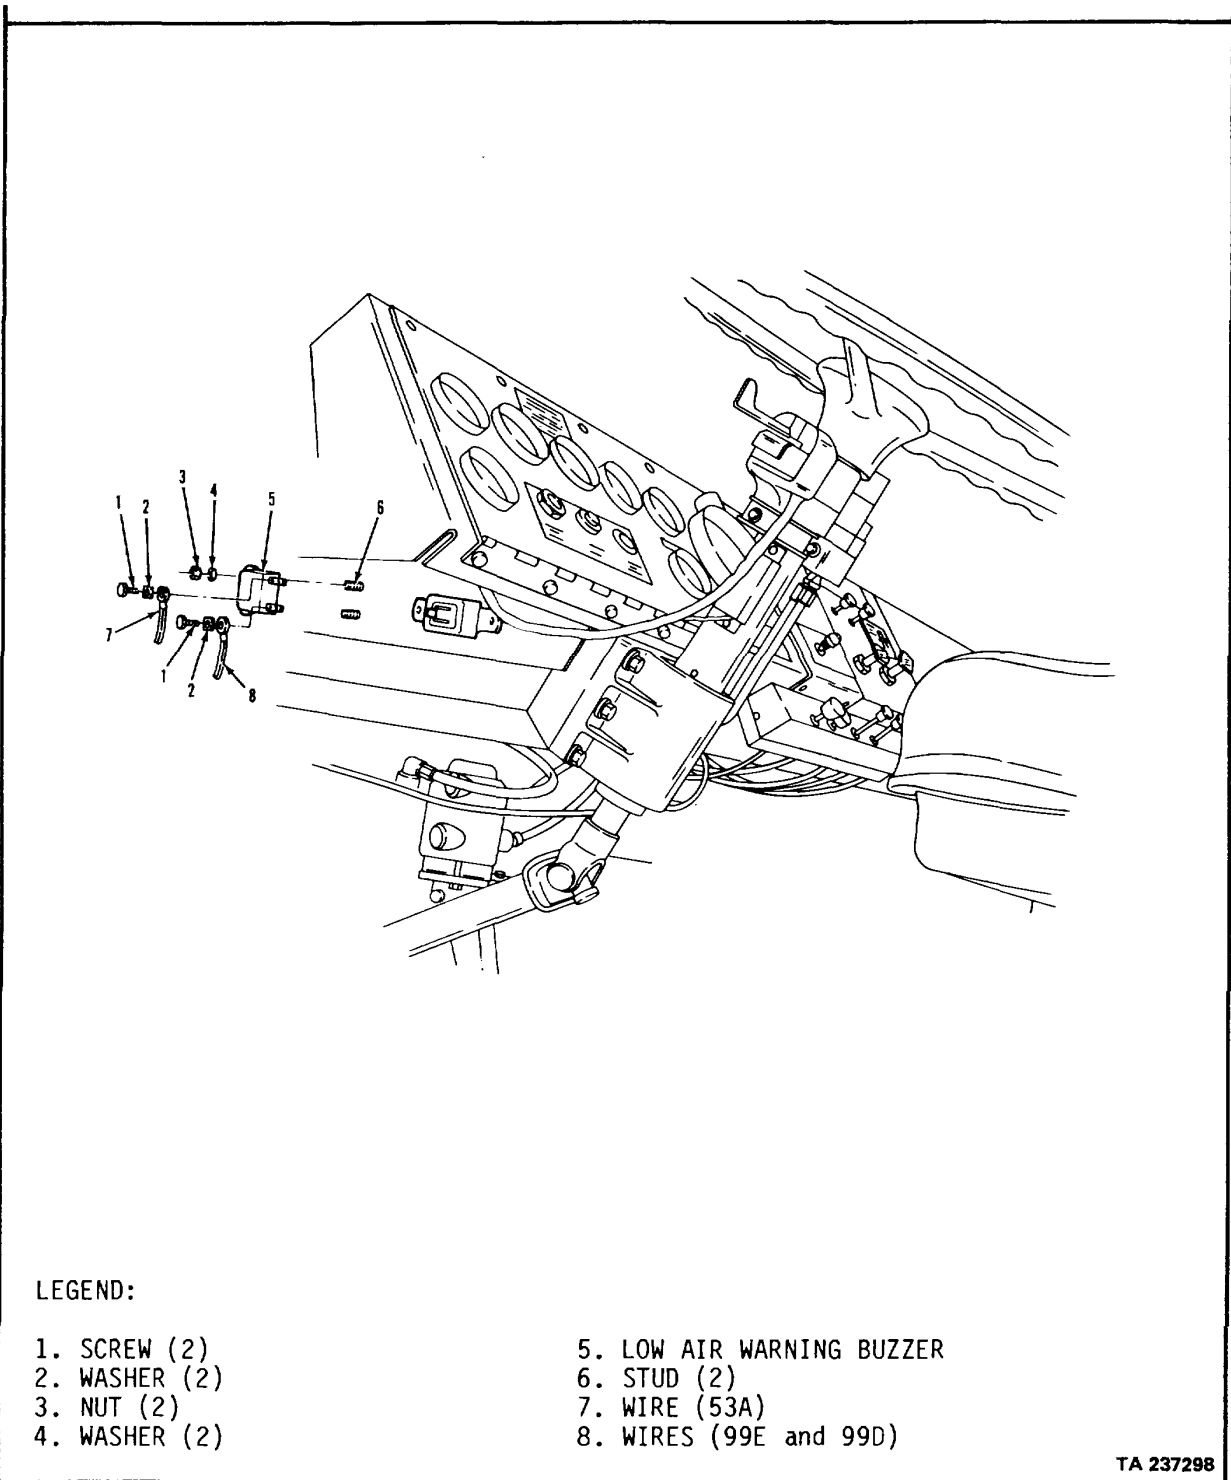 1 2 3 4 5 6
7 1 2 8
LEGEND:
1. SCREW (2)
2. WASHER (2)
3. NUT (2)
4. WASHER (2)
5. LOW AIR WARNING BUZZER
6. STUD (2)
7. WIRE (53A)
8. WIRES (99E and 99D)
TA 237298